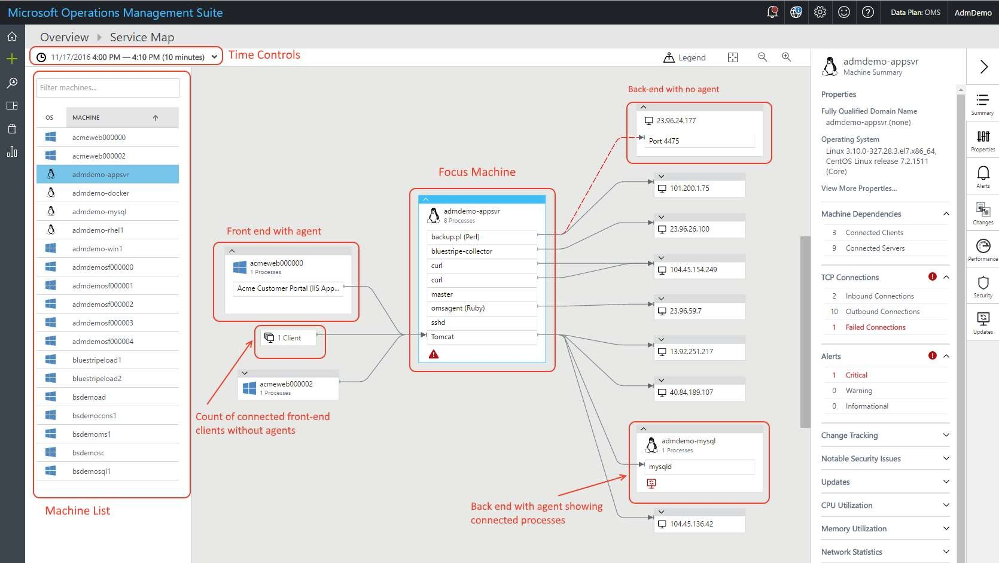 Microsoft Operations Management Suite
Data Plan: OMS
AdmDemo
Overview
Service Map
11/17/2016 4:00 PM — 4:10 PM (10 minutes)
Time Controls
Legend
Filter machines...
OS
MACHINE
acmeweb000000
acmeweb000002
admdemo-appsvr
admdemo-docker
admdemo-mysql
admdemo-rhel1
admdemo-win1
admdemosf000000
admdemosf000001
admdemosf000002
admdemosf000003
admdemosf000004
bluestripeload1
bluestripeload2
bsdemoad
bsdemocons1
bsdemoms1
bsdemosc
bsdemosql1
Machine List
Front end with agent
acmeweb000000
1 Processes
Acme Customer Portal (IIS App...
1 Client
acmeweb000002
1 Processes
Count of connected front-end
clients without agents
Focus Machine
admdemo-appsvr
8 Processes
backup.pl (Perl)
bluestripe-collector
curl
curl
master
omsagent (Ruby)
sshd
Tomcat
Back-end with no agent
23.96.24.177
Port 4475
101.200.1.75
23.96.26.100
104.45.154.249
23.96.59.7
13.92.251.217
40.84.189.107
admdemo-mysql
1 Processes
mysqld
Back end with agent showing
connected processes
104.45.136.42
admdemo-appsvr
Machine Summary
Properties
Fully Qualified Domain Name
admdemo-appsvr.(none)
Operating System
Linux 3.10.0-327.28.3.el7.x86_64,
CentOS Linux release 7.2.1511
(Core)
View More Properties...
Machine Dependencies
3 Connected Clients
9 Connected Servers
TCP Connections
2 Inbound Connections
10 Outbound Connections
1 Failed Connections
Alerts
1 Critical
0 Warning
0 Informational
Change Tracking
Notable Security Issues
Updates
CPU Utilization
Memory Utilization
Network Statistics
Summary
Properties
Alerts
Changes
Performance
Security
Updates